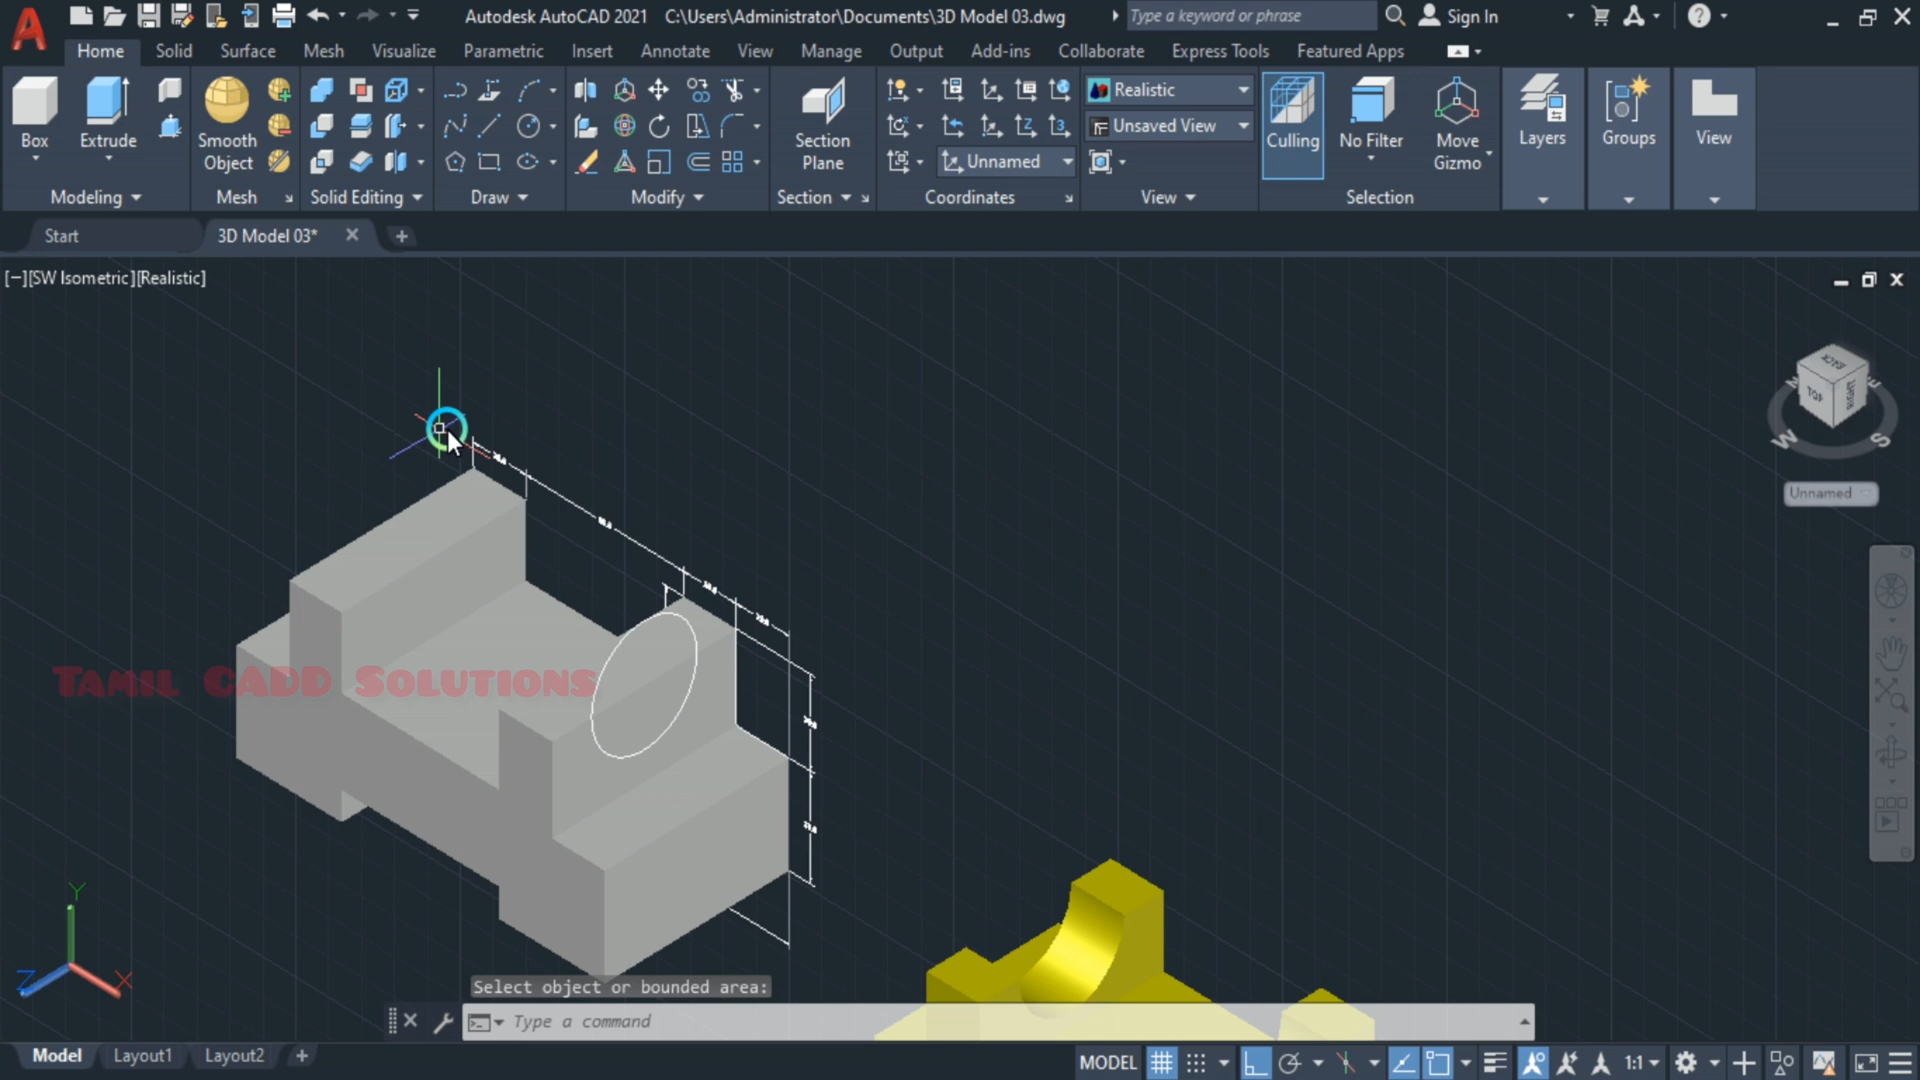 Autodesk AutoCAD 2021 C:\Users\Administrator\Documents\3D Model 03.dwg
Type a keyword or phrase
Sign In
Home Solid Surface Mesh Visualize Parametric Insert Annotate View Manage Output Add-ins Collaborate Express Tools Featured Apps
Box
Extrude
Smooth Object
Section Plane
Unnamed
Realistic
Unsaved View
Culling
No Filter
Move Gizmo
Layers
Groups
View
Modeling Mesh Solid Editing Draw Modify Section Coordinates View Selection
Start 3D Model 03*
[−][SW Isometric][Realistic]
BACK
TOP
RIGHT
W S
Unnamed
TAMIL CADD SOLUTIONS
Y
Z X
Select object or bounded area:
Type a command
Model Layout1 Layout2
MODEL 1:1